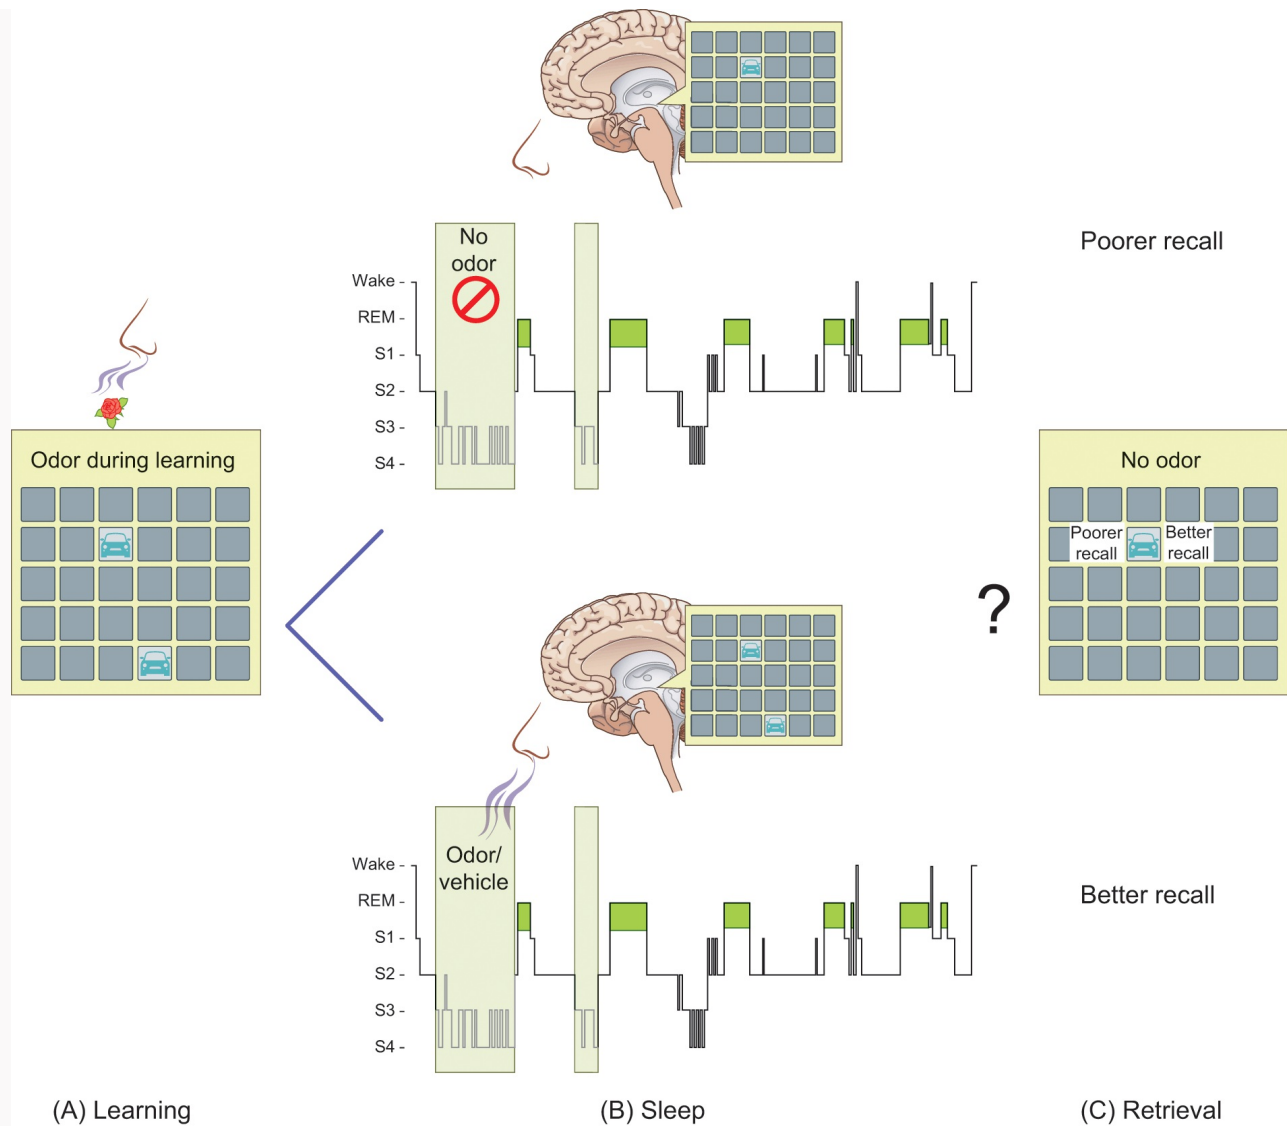 No
odor
Wake -
REM -
S1 -
S2 -
S3 -
S4 -
Poorer recall
Odor during learning
No odor
Poorer
recall
Better
recall
?
Odor/
vehicle
Wake -
REM -
S1 -
S2 -
S3 -
S4 -
Better recall
(A) Learning
(B) Sleep
(C) Retrieval